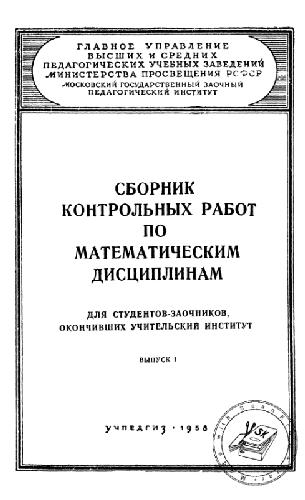 ГЛАВНОЕ УПРАВЛЕНИЕ
ВЫСШИХ И СРЕДНИХ
ПЕДАГОГИЧЕСКИХ УЧЕБНЫХ ЗАВЕДЕНИЙ
МИНИСТЕРСТВА ПРОСВЕЩЕНИЯ РСФСР
МОСКОВСКИЙ ГОСУДАРСТВЕННЫЙ ЗАОЧНЫЙ
ПЕДАГОГИЧЕСКИЙ ИНСТИТУТ
СБОРНИК
КОНТРОЛЬНЫХ РАБОТ
ПО
МАТЕМАТИЧЕСКИМ
ДИСЦИПЛИНАМ
ДЛЯ СТУДЕНТОВ-ЗАОЧНИКОВ,
ОКОНЧИВШИХ УЧИТЕЛЬСКИЙ ИНСТИТУТ
ВЫПУСК I
УЧПЕДГИЗ · 1958